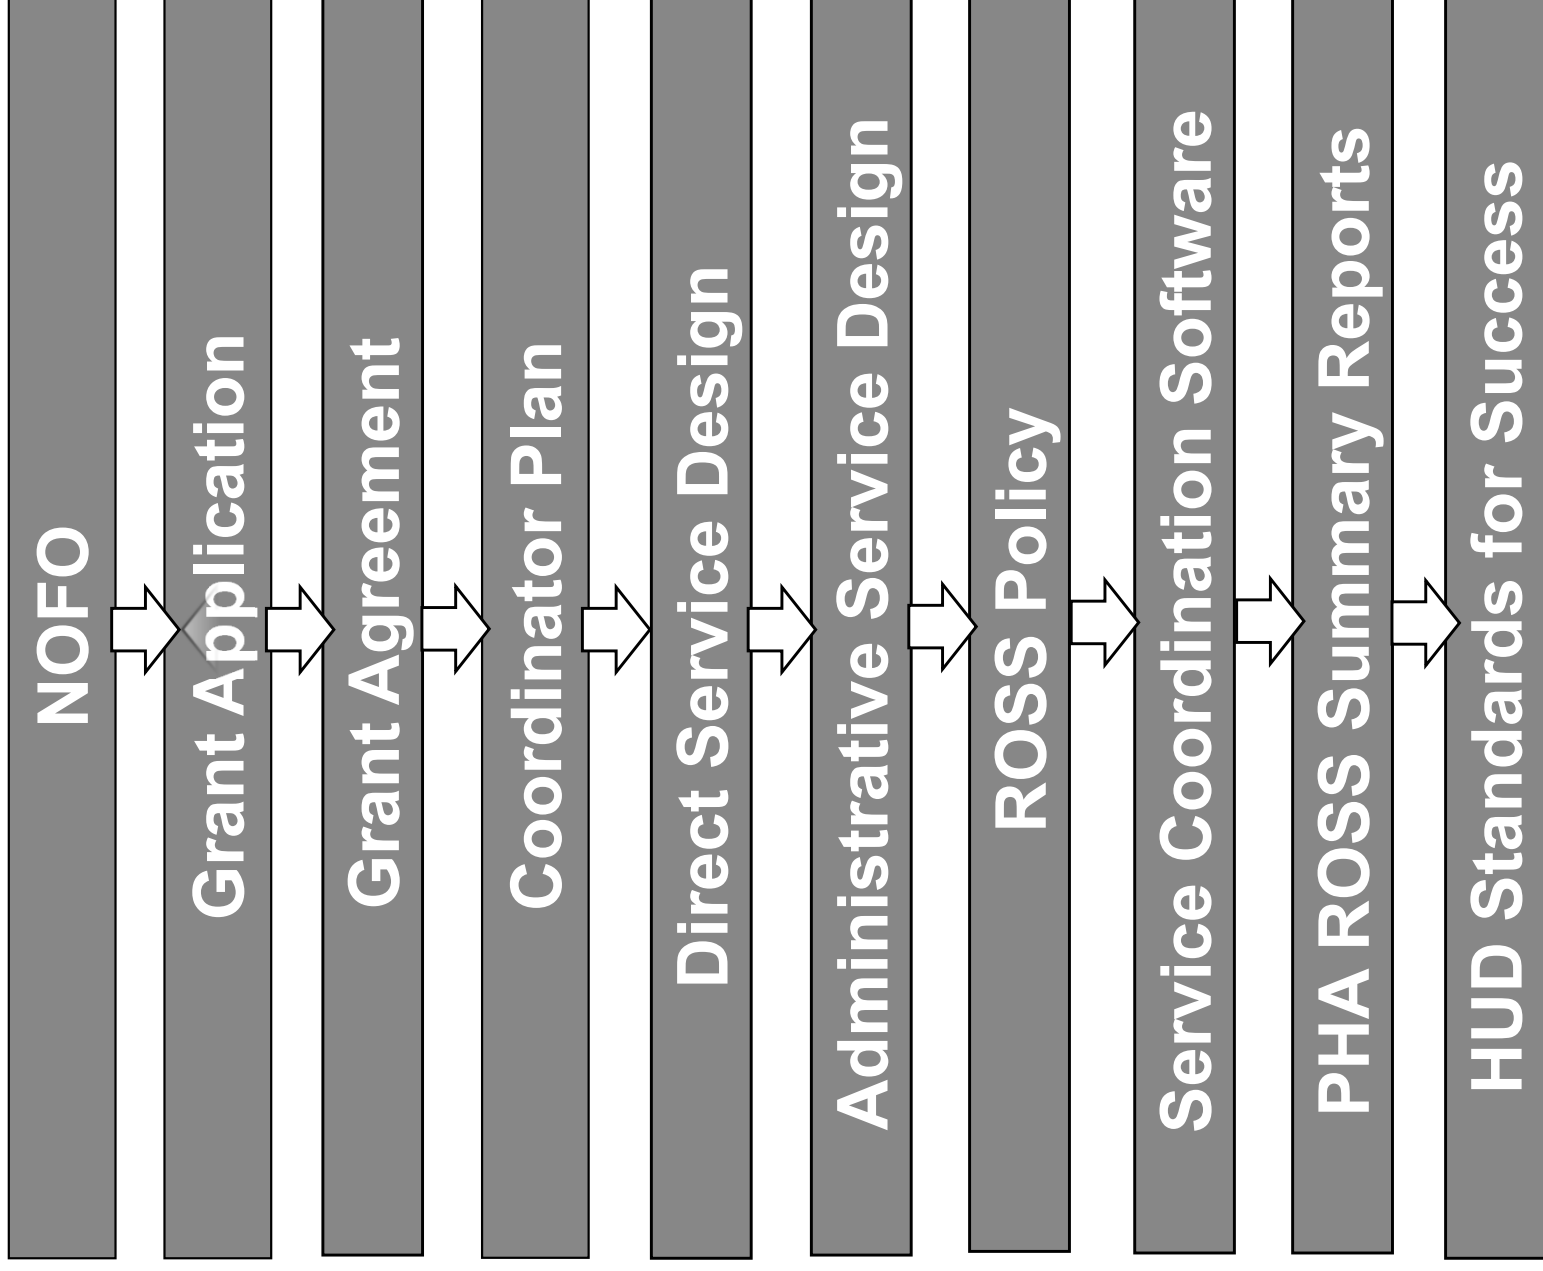 NOFO
Grant Application
Grant Agreement
Coordinator Plan
Direct Service Design
Administrative Service Design
ROSS Policy
Service Coordination Software
PHA ROSS Summary Reports
HUD Standards for Success